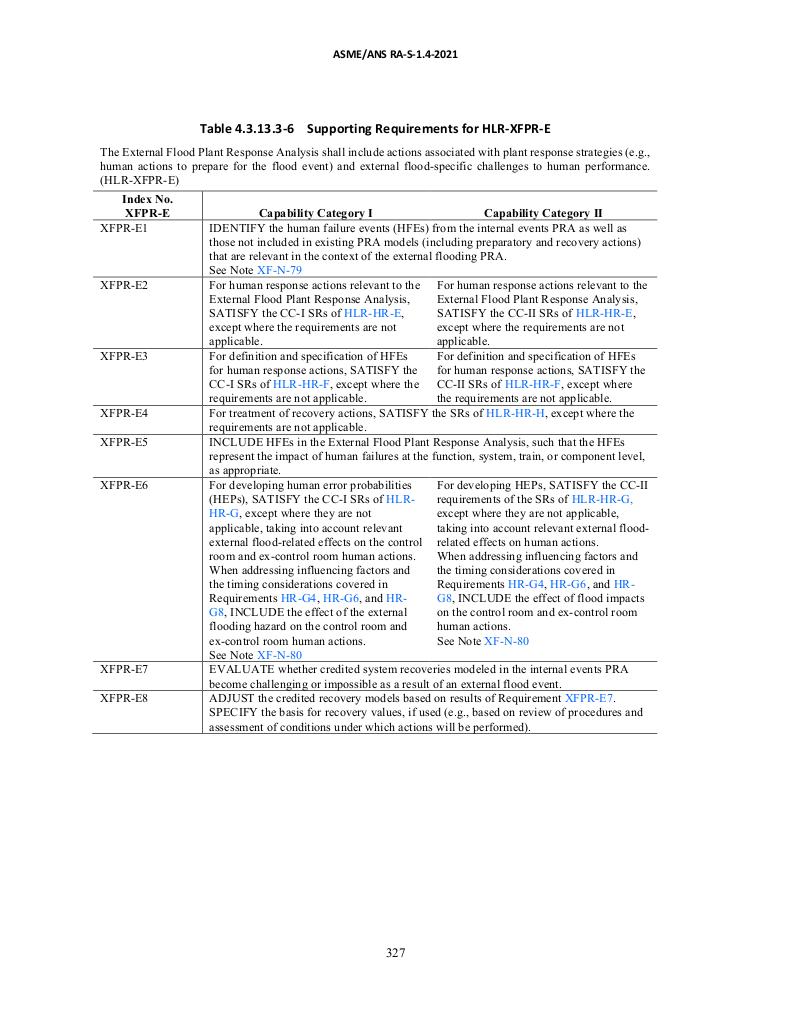 ASME/ANS RA-S-1.4-2021
Table 4.3.13.3-6 Supporting Requirements for HLR-XFPR-E
The External Flood Plant Response Analysis shall include actions associated with plant response strategies (e.g.,
human actions to prepare for the flood event) and external flood-specific challenges to human performance.
(HLR-XFPR-E)
Index No.
XFPR-E
Capability Category I
Capability Category II
XFPR-E1
IDENTIFY the human failure events (HFEs) from the internal events PRA as well as
those not included in existing PRA models (including preparatory and recovery actions)
that are relevant in the context of the external flooding PRA.
See Note XF-N-79
XFPR-E2
For human response actions relevant to the
External Flood Plant Response Analysis,
SATISFY the CC-I SRs of HLR-HR-E,
except where the requirements are not
applicable.
For human response actions relevant to the
External Flood Plant Response Analysis,
SATISFY the CC-II SRs of HLR-HR-E,
except where the requirements are not
applicable.
XFPR-E3
For definition and specification of HFEs
for human response actions, SATISFY the
CC-I SRs of HLR-HR-F, except where the
requirements are not applicable.
For definition and specification of HFEs
for human response actions, SATISFY the
CC-II SRs of HLR-HR-F, except where
the requirements are not applicable.
XFPR-E4
For treatment of recovery actions, SATISFY the SRs of HLR-HR-H, except where the
requirements are not applicable.
XFPR-E5
INCLUDE HFEs in the External Flood Plant Response Analysis, such that the HFEs
represent the impact of human failures at the function, system, train, or component level,
as appropriate.
XFPR-E6
For developing human error probabilities
(HEPs), SATISFY the CC-I SRs of HLR-
HR-G, except where they are not
applicable, taking into account relevant
external flood-related effects on the control
room and ex-control room human actions.
When addressing influencing factors and
the timing considerations covered in
Requirements HR-G4, HR-G6, and HR-
G8, INCLUDE the effect of the external
flooding hazard on the control room and
ex-control room human actions.
See Note XF-N-80
For developing HEPs, SATISFY the CC-II
requirements of the SRs of HLR-HR-G,
except where they are not applicable,
taking into account relevant external flood-
related effects on human actions.
When addressing influencing factors and
the timing considerations covered in
Requirements HR-G4, HR-G6, and HR-
G8, INCLUDE the effect of flood impacts
on the control room and ex-control room
human actions.
See Note XF-N-80
XFPR-E7
EVALUATE whether credited system recoveries modeled in the internal events PRA
become challenging or impossible as a result of an external flood event.
XFPR-E8
ADJUST the credited recovery models based on results of Requirement XFPR-E7.
SPECIFY the basis for recovery values, if used (e.g., based on review of procedures and
assessment of conditions under which actions will be performed).
327